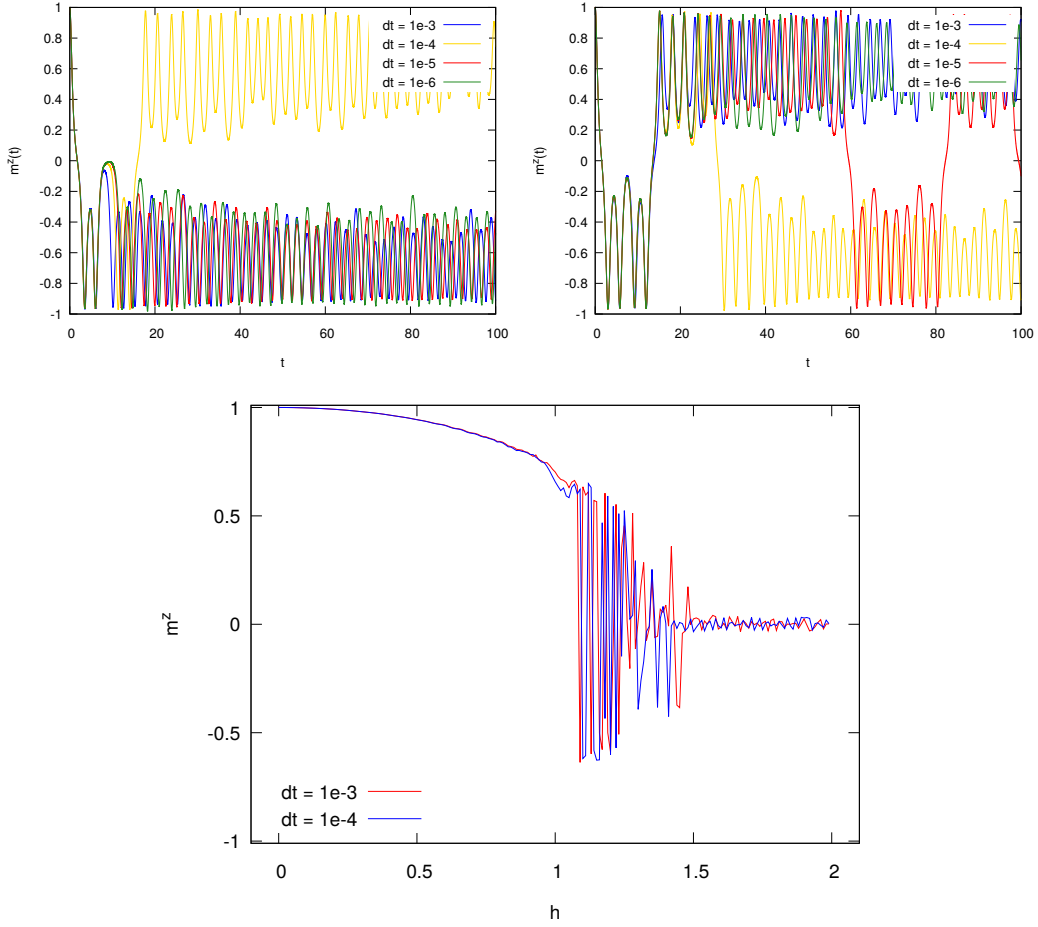 1
0.8
0.6
0.4
0.2
0
-0.2
-0.4
-0.6
-0.8
-1
0 20 40 60 80 100
m^z(t)
t
dt = 1e-3
dt = 1e-4
dt = 1e-5
dt = 1e-6
1
0.8
0.6
0.4
0.2
0
-0.2
-0.4
-0.6
-0.8
-1
0 20 40 60 80 100
m^z(t)
t
dt = 1e-3
dt = 1e-4
dt = 1e-5
dt = 1e-6
1
0.5
0
-0.5
-1
0 0.5 1 1.5 2
m^z
h
dt = 1e-3
dt = 1e-4